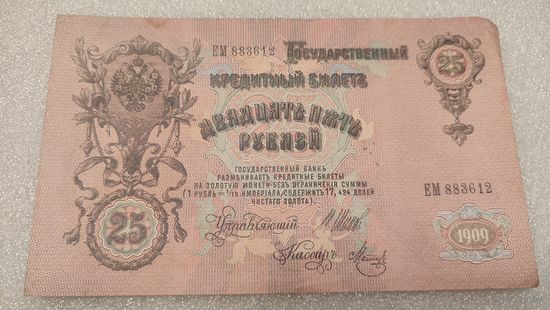 ЕМ 883612
Государственный
Кредитный Билетъ
25
Двадцать пять
рублей
Государственный Банкъ
размѣниваетъ кредитные билеты
на золотую монету безъ ограниченія суммы
(1 рубль = 1/15 имперіала, содержитъ 17,424 долей
чистаго золота).
ЕМ 883612
Управляющій
25
Кассиръ
1909